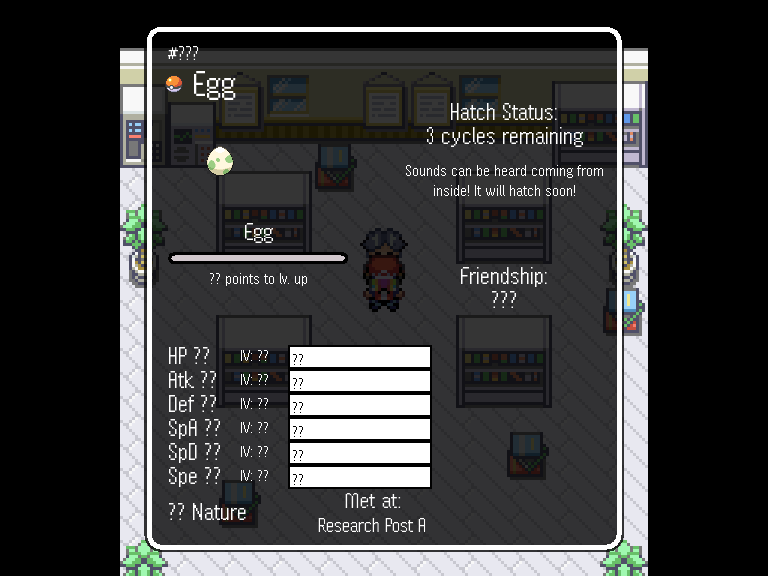 #???
Egg
Hatch Status:
3 cycles remaining
Sounds can be heard coming from
inside! It will hatch soon!
Egg
?? points to lv. up
Friendship:
???
HP ?? IV: ?? ??
Atk ?? IV: ?? ??
Def ?? IV: ?? ??
SpA ?? IV: ?? ??
SpD ?? IV: ?? ??
Spe ?? IV: ?? ??
?? Nature
Met at:
Research Post A